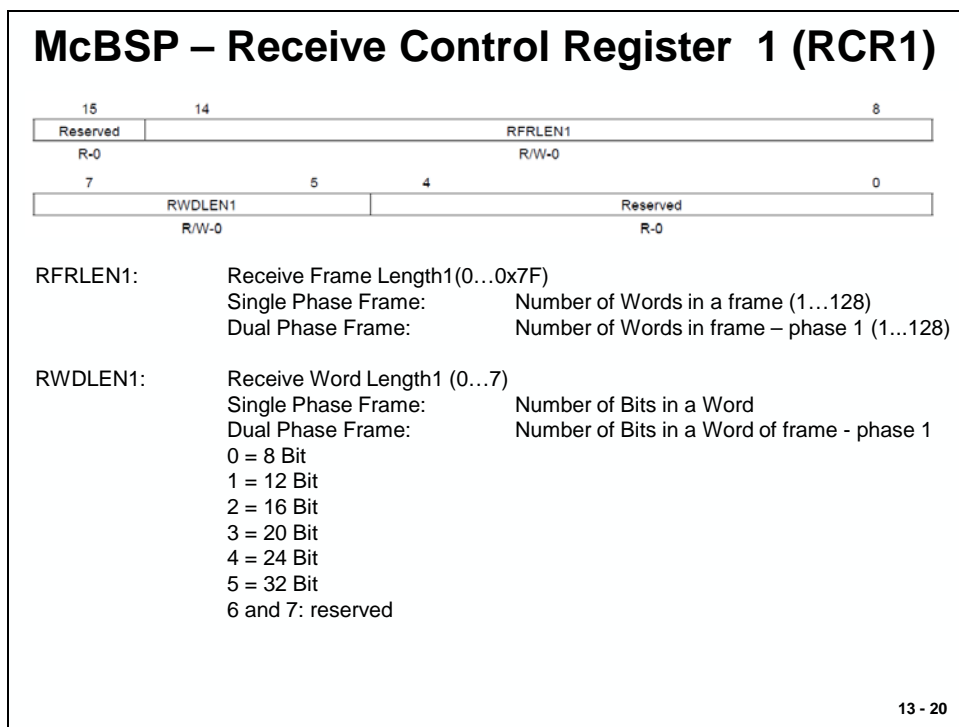 McBSP – Receive Control Register 1 (RCR1)
15 14 8
Reserved RFRLEN1
R-0 R/W-0
7 5 4 0
RWDLEN1 Reserved
R/W-0 R-0
RFRLEN1: Receive Frame Length1(0…0x7F)
Single Phase Frame: Number of Words in a frame (1…128)
Dual Phase Frame: Number of Words in frame – phase 1 (1...128)
RWDLEN1: Receive Word Length1 (0…7)
Single Phase Frame: Number of Bits in a Word
Dual Phase Frame: Number of Bits in a Word of frame - phase 1
0 = 8 Bit
1 = 12 Bit
2 = 16 Bit
3 = 20 Bit
4 = 24 Bit
5 = 32 Bit
6 and 7: reserved
13 - 20